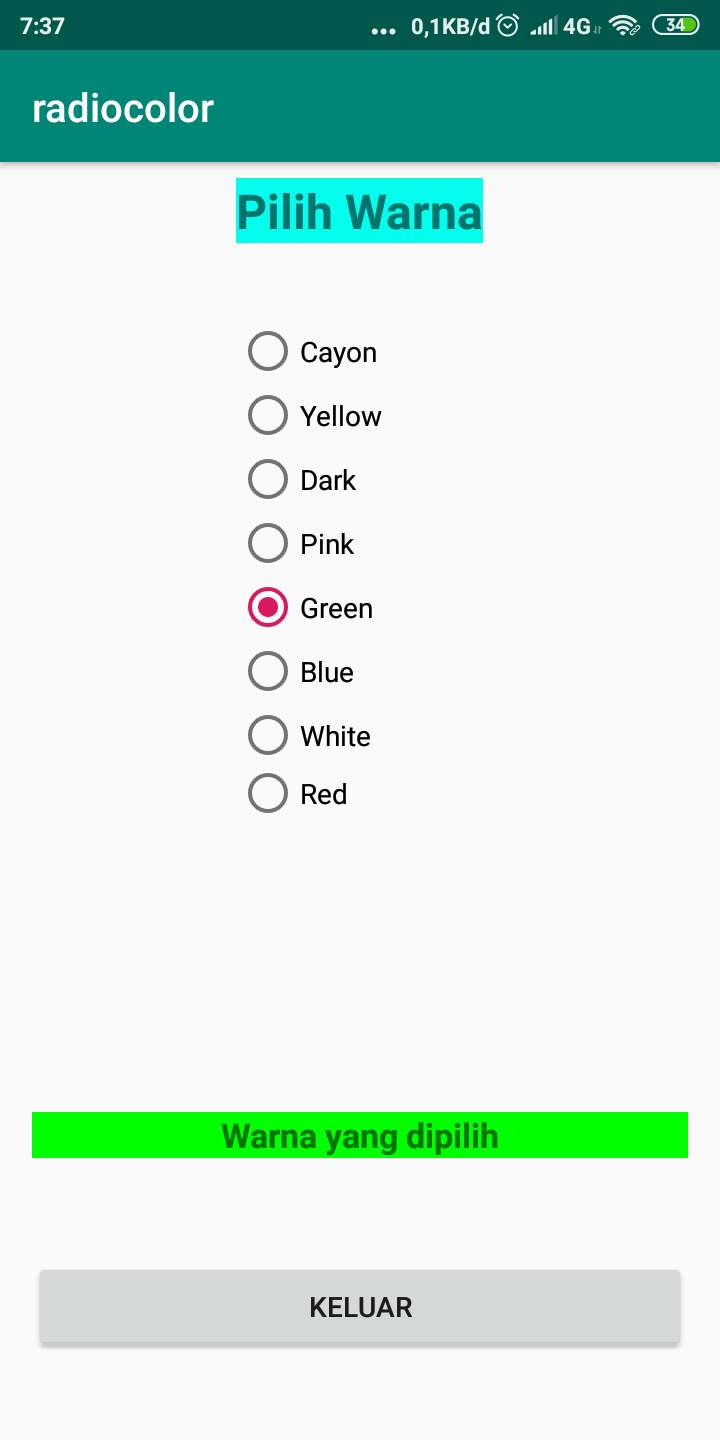 7:37 ... 0,1KB/d 4G 34
radiocolor
Pilih Warna
Cayon
Yellow
Dark
Pink
Green
Blue
White
Red
Warna yang dipilih
KELUAR